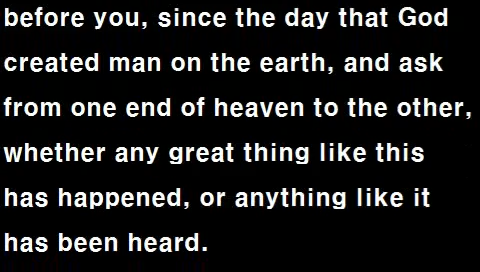 before you, since the day that God
created man on the earth, and ask
from one end of heaven to the other,
whether any great thing like this
has happened, or anything like it
has been heard.